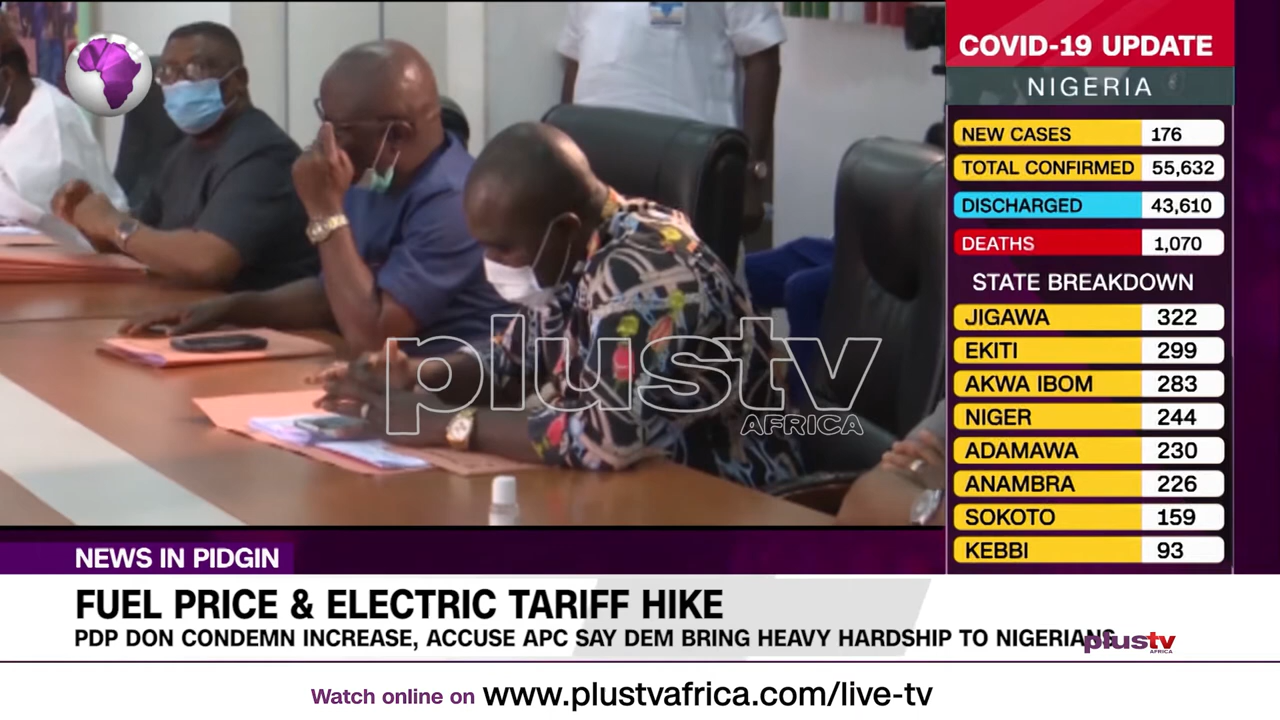 COVID-19 UPDATE
NIGERIA
NEW CASES 176
TOTAL CONFIRMED 55,632
DISCHARGED 43,610
DEATHS 1,070
STATE BREAKDOWN
JIGAWA 322
EKITI 299
AKWA IBOM 283
NIGER 244
ADAMAWA 230
ANAMBRA 226
SOKOTO 159
KEBBI 93
plustv
AFRICA
NEWS IN PIDGIN
FUEL PRICE & ELECTRIC TARIFF HIKE
PDP DON CONDEMN INCREASE, ACCUSE APC SAY DEM BRING HEAVY HARDSHIP TO NIGERIANS
plustv
AFRICA
Watch online on www.plustvafrica.com/live-tv